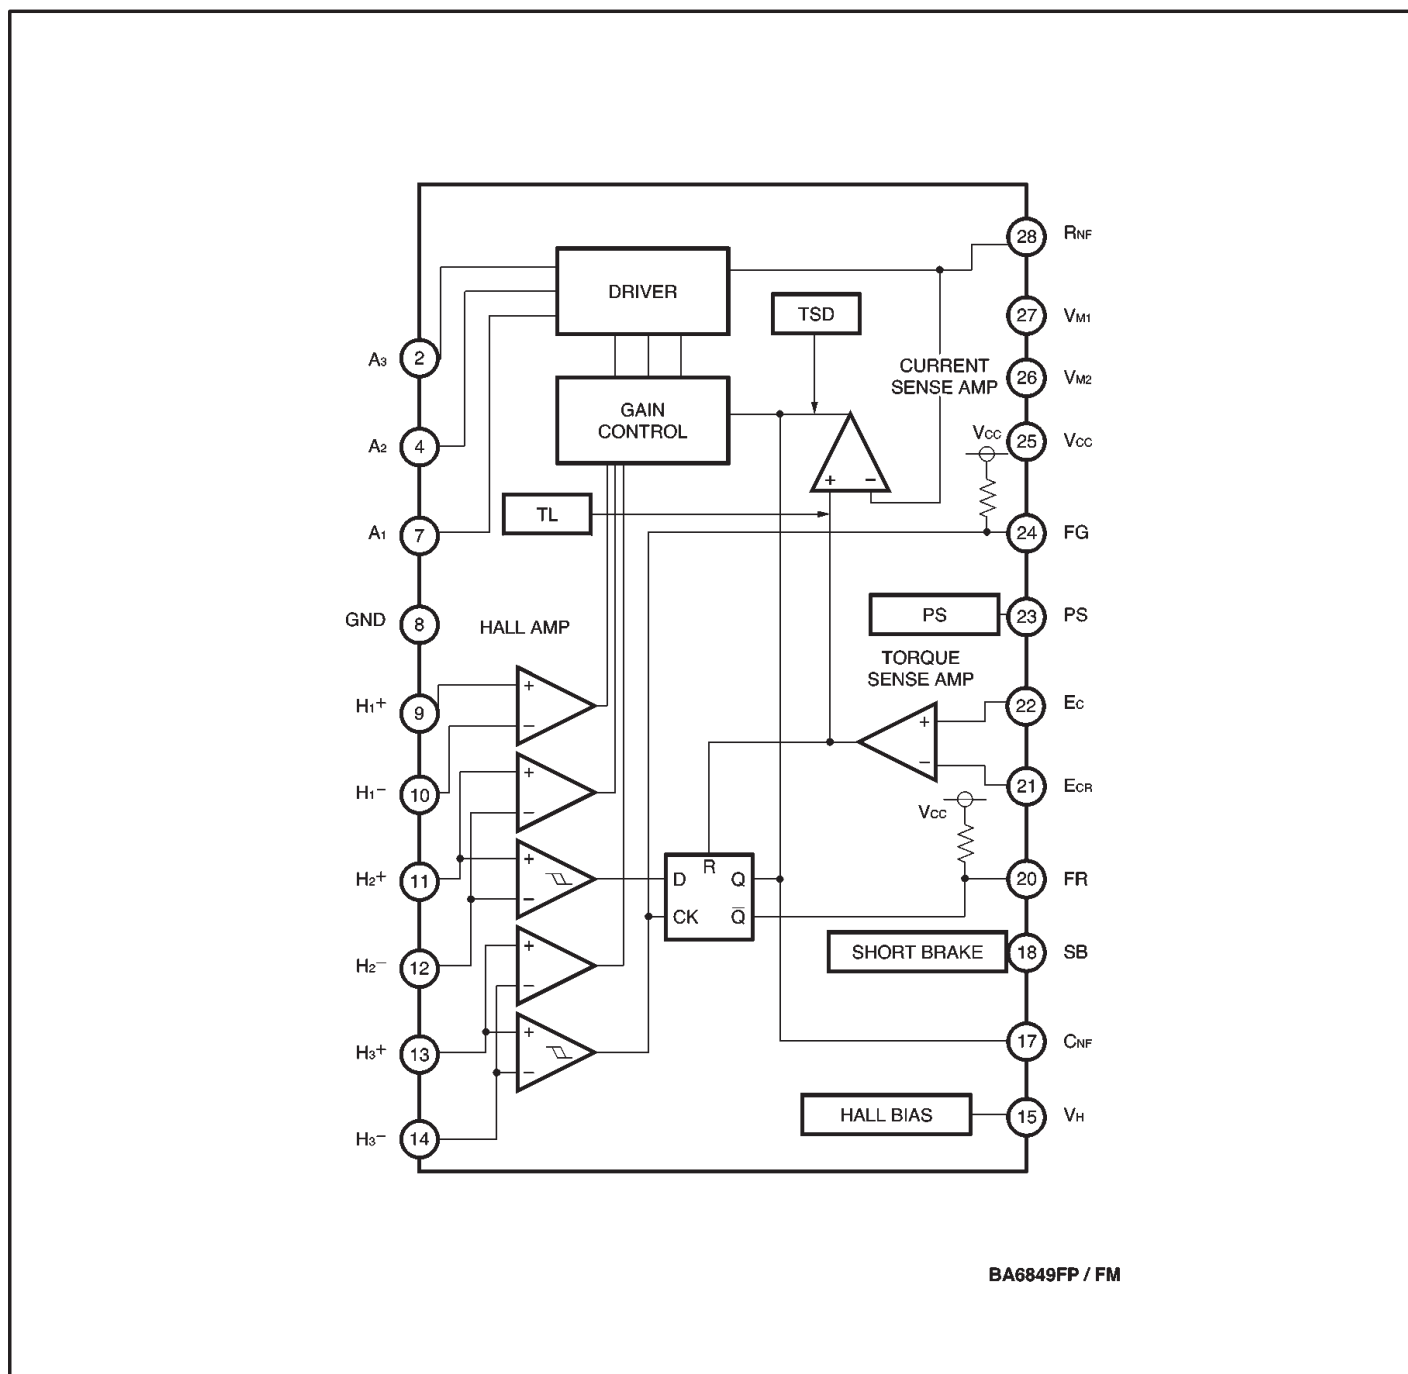 DRIVER
TSD
CURRENT
SENSE AMP
GAIN
CONTROL
+ −
TL
HALL AMP
PS
TORQUE
SENSE AMP
VCC
VCC
+
−
+
−
+
−
+
−
+
−
+
−
R
D Q
CK Q̅
SHORT BRAKE
HALL BIAS
A3 2
A2 4
A1 7
GND 8
H1+ 9
H1− 10
H2+ 11
H2− 12
H3+ 13
H3− 14
28 RNF
27 VM1
26 VM2
25 VCC
24 FG
23 PS
22 EC
21 ECR
20 FR
18 SB
17 CNF
15 VH
BA6849FP / FM